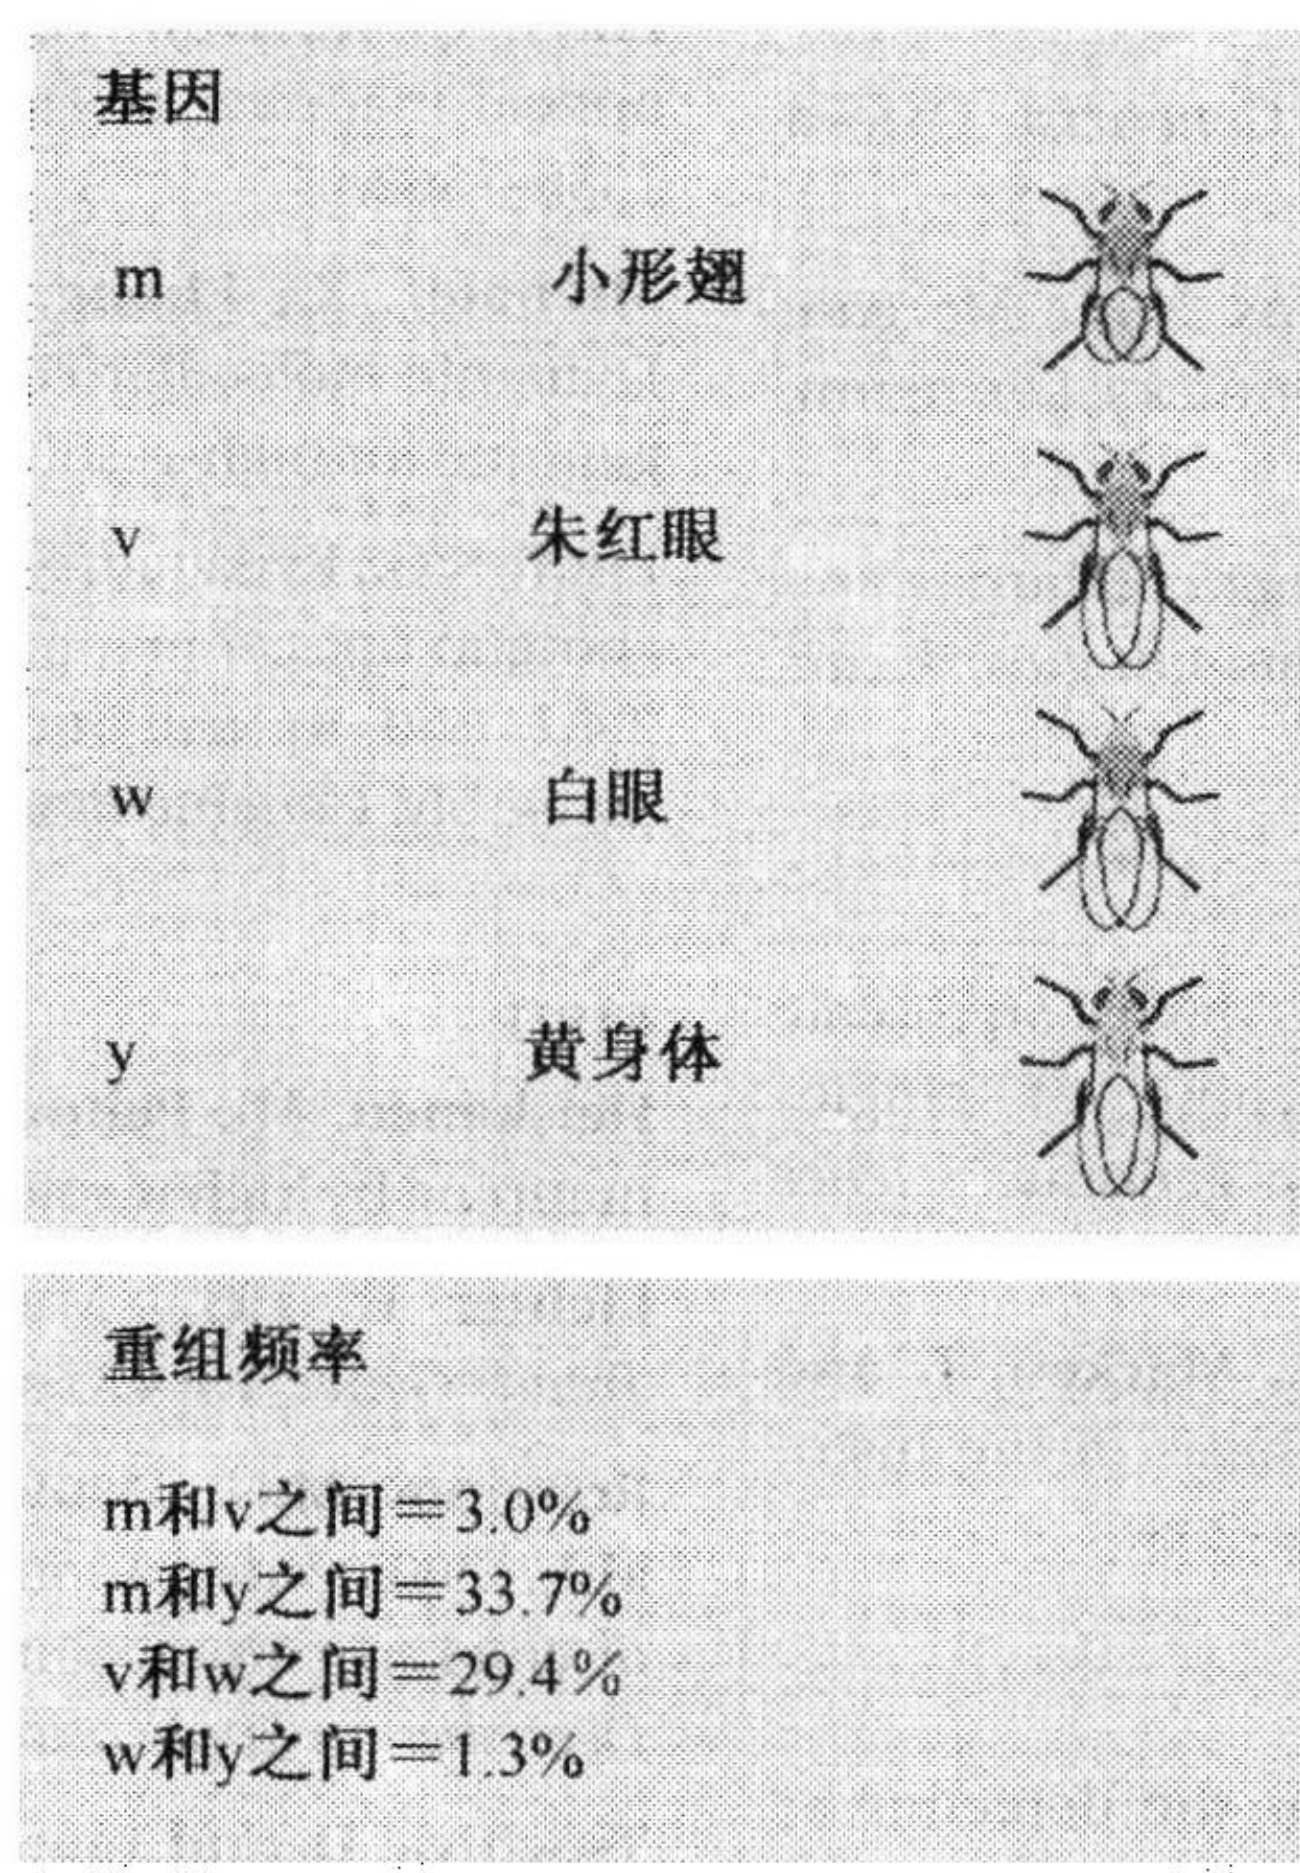 基因
m 小形翅
v 朱红眼
w 白眼
y 黄身体
重组频率
m和v之间＝3.0%
m和y之间＝33.7%
v和w之间＝29.4%
w和y之间＝1.3%